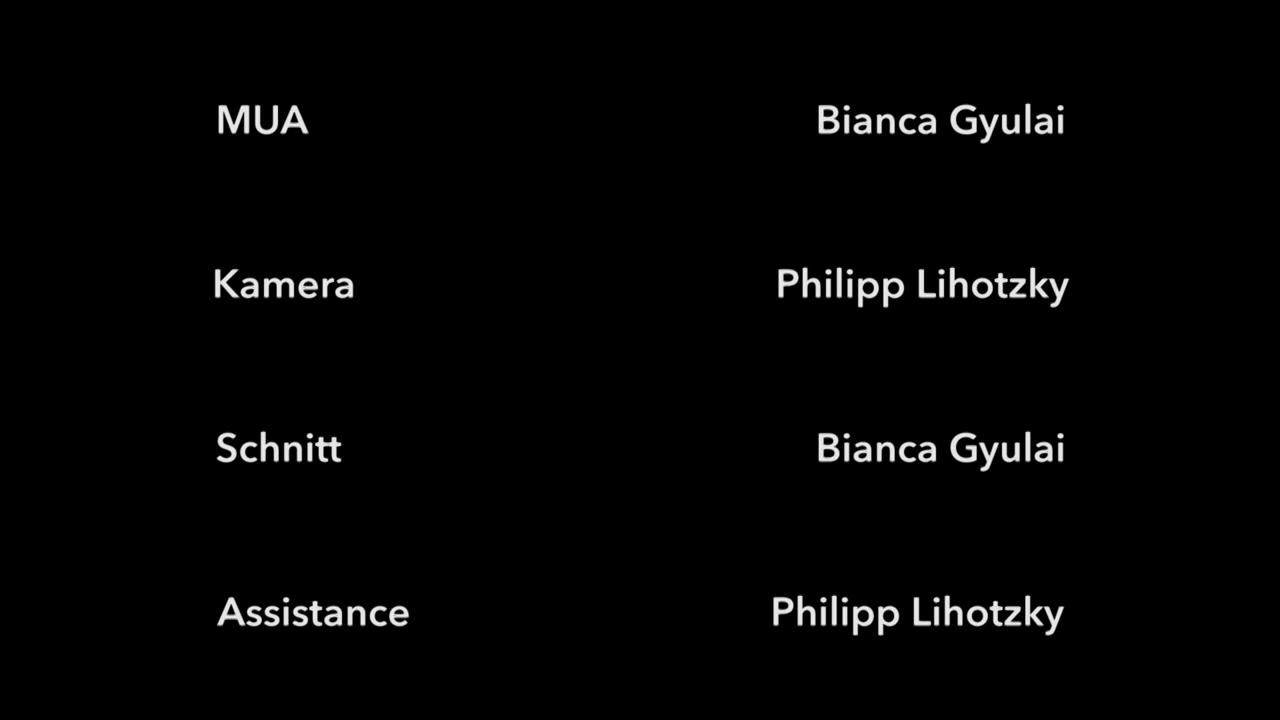 MUA Bianca Gyulai
Kamera Philipp Lihotzky
Schnitt Bianca Gyulai
Assistance Philipp Lihotzky